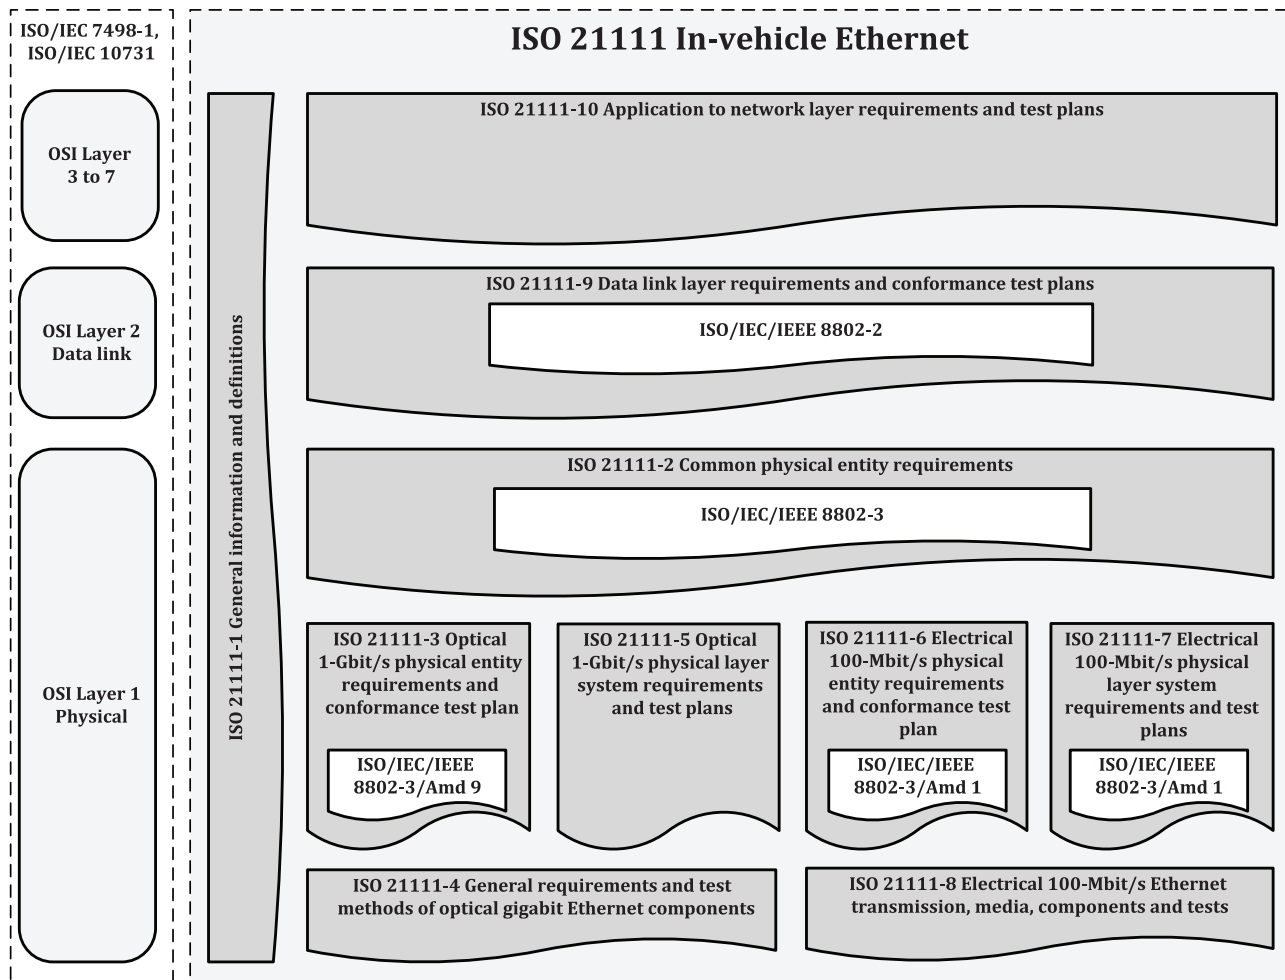 ISO/IEC 7498-1,
ISO/IEC 10731
OSI Layer
3 to 7
OSI Layer 2
Data link
OSI Layer 1
Physical
ISO 21111 In-vehicle Ethernet
ISO 21111-1 General information and definitions
ISO 21111-10 Application to network layer requirements and test plans
ISO 21111-9 Data link layer requirements and conformance test plans
ISO/IEC/IEEE 8802-2
ISO 21111-2 Common physical entity requirements
ISO/IEC/IEEE 8802-3
ISO 21111-3 Optical
1-Gbit/s physical entity
requirements and
conformance test plan
ISO/IEC/IEEE
8802-3/Amd 9
ISO 21111-5 Optical
1-Gbit/s physical layer
system requirements
and test plans
ISO 21111-6 Electrical
100-Mbit/s physical
entity requirements
and conformance test
plan
ISO/IEC/IEEE
8802-3/Amd 1
ISO 21111-7 Electrical
100-Mbit/s physical
layer system
requirements and test
plans
ISO/IEC/IEEE
8802-3/Amd 1
ISO 21111-4 General requirements and test
methods of optical gigabit Ethernet components
ISO 21111-8 Electrical 100-Mbit/s Ethernet
transmission, media, components and tests